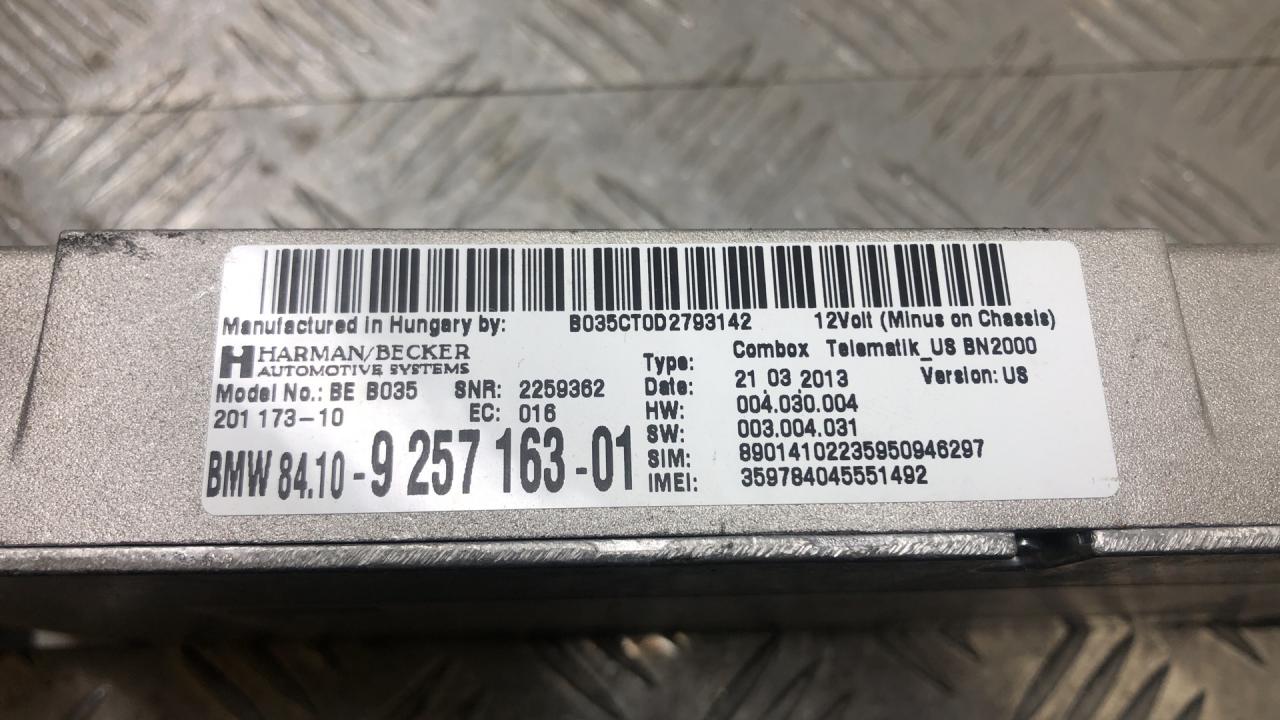 Manufactured in Hungary by: B035CT0D2793142 12Volt (Minus on Chassis)
HARMAN/BECKER
AUTOMOTIVE SYSTEMS
Type: Combox Telematik_US BN2000
Model No.: BE B035 SNR: 2259362
Date: 21.03.2013 Version: US
201 173-10 EC: 016
HW: 004.030.004
SW: 003.004.031
BMW 84.10-9 257 163-01
SIM: 89014102235950946297
IMEI: 359784045551492